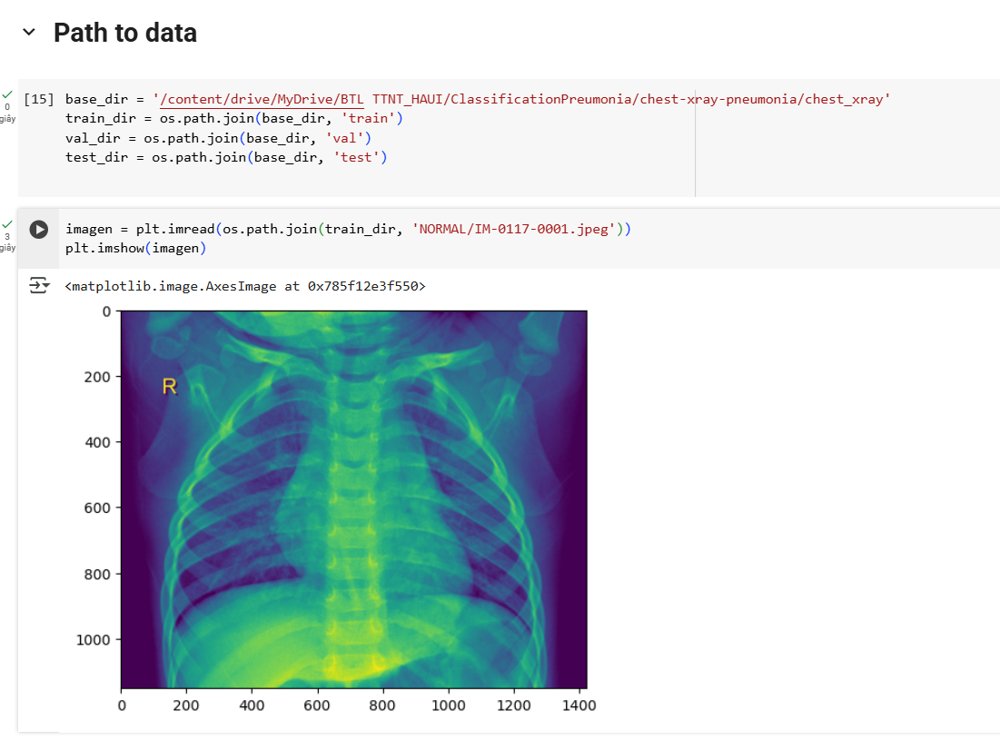 Path to data
[15] base_dir = '/content/drive/MyDrive/BTL TTNT_HAUI/ClassificationPreumonia/chest-xray-pneumonia/chest_xray'
0
giây
train_dir = os.path.join(base_dir, 'train')
val_dir = os.path.join(base_dir, 'val')
test_dir = os.path.join(base_dir, 'test')
3
giây
imagen = plt.imread(os.path.join(train_dir, 'NORMAL/IM-0117-0001.jpeg'))
plt.imshow(imagen)
<matplotlib.image.AxesImage at 0x785f12e3f550>
0
200
400
600
800
1000
R
0 200 400 600 800 1000 1200 1400